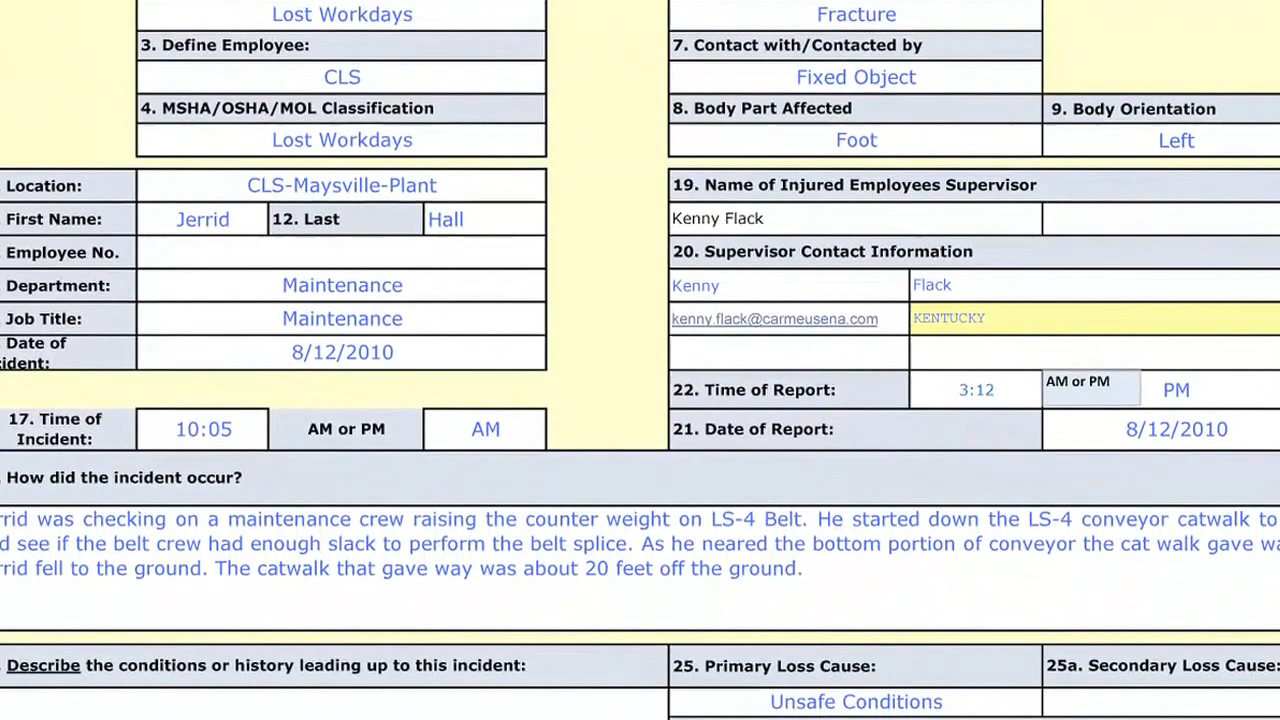 Lost Workdays Fracture
3. Define Employee: 7. Contact with/Contacted by
CLS Fixed Object
4. MSHA/OSHA/MOL Classification 8. Body Part Affected 9. Body Orientation
Lost Workdays Foot Left
Location: CLS-Maysville-Plant 19. Name of Injured Employees Supervisor
First Name: Jerrid 12. Last Hall Kenny Flack
Employee No. 20. Supervisor Contact Information
Department: Maintenance Kenny Flack
Job Title: Maintenance kenny.flack@carmeusena.com KENTUCKY
Date of
cident: 8/12/2010
22. Time of Report: 3:12 AM or PM PM
17. Time of
Incident: 10:05 AM or PM AM 21. Date of Report: 8/12/2010
How did the incident occur?
rrid was checking on a maintenance crew raising the counter weight on LS-4 Belt. He started down the LS-4 conveyor catwalk to
d see if the belt crew had enough slack to perform the belt splice. As he neared the bottom portion of conveyor the cat walk gave wa
rrid fell to the ground. The catwalk that gave way was about 20 feet off the ground.
Describe the conditions or history leading up to this incident: 25. Primary Loss Cause: 25a. Secondary Loss Cause:
Unsafe Conditions